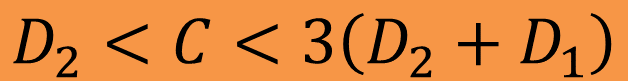 D₂ < C < 3(D₂ + D₁)